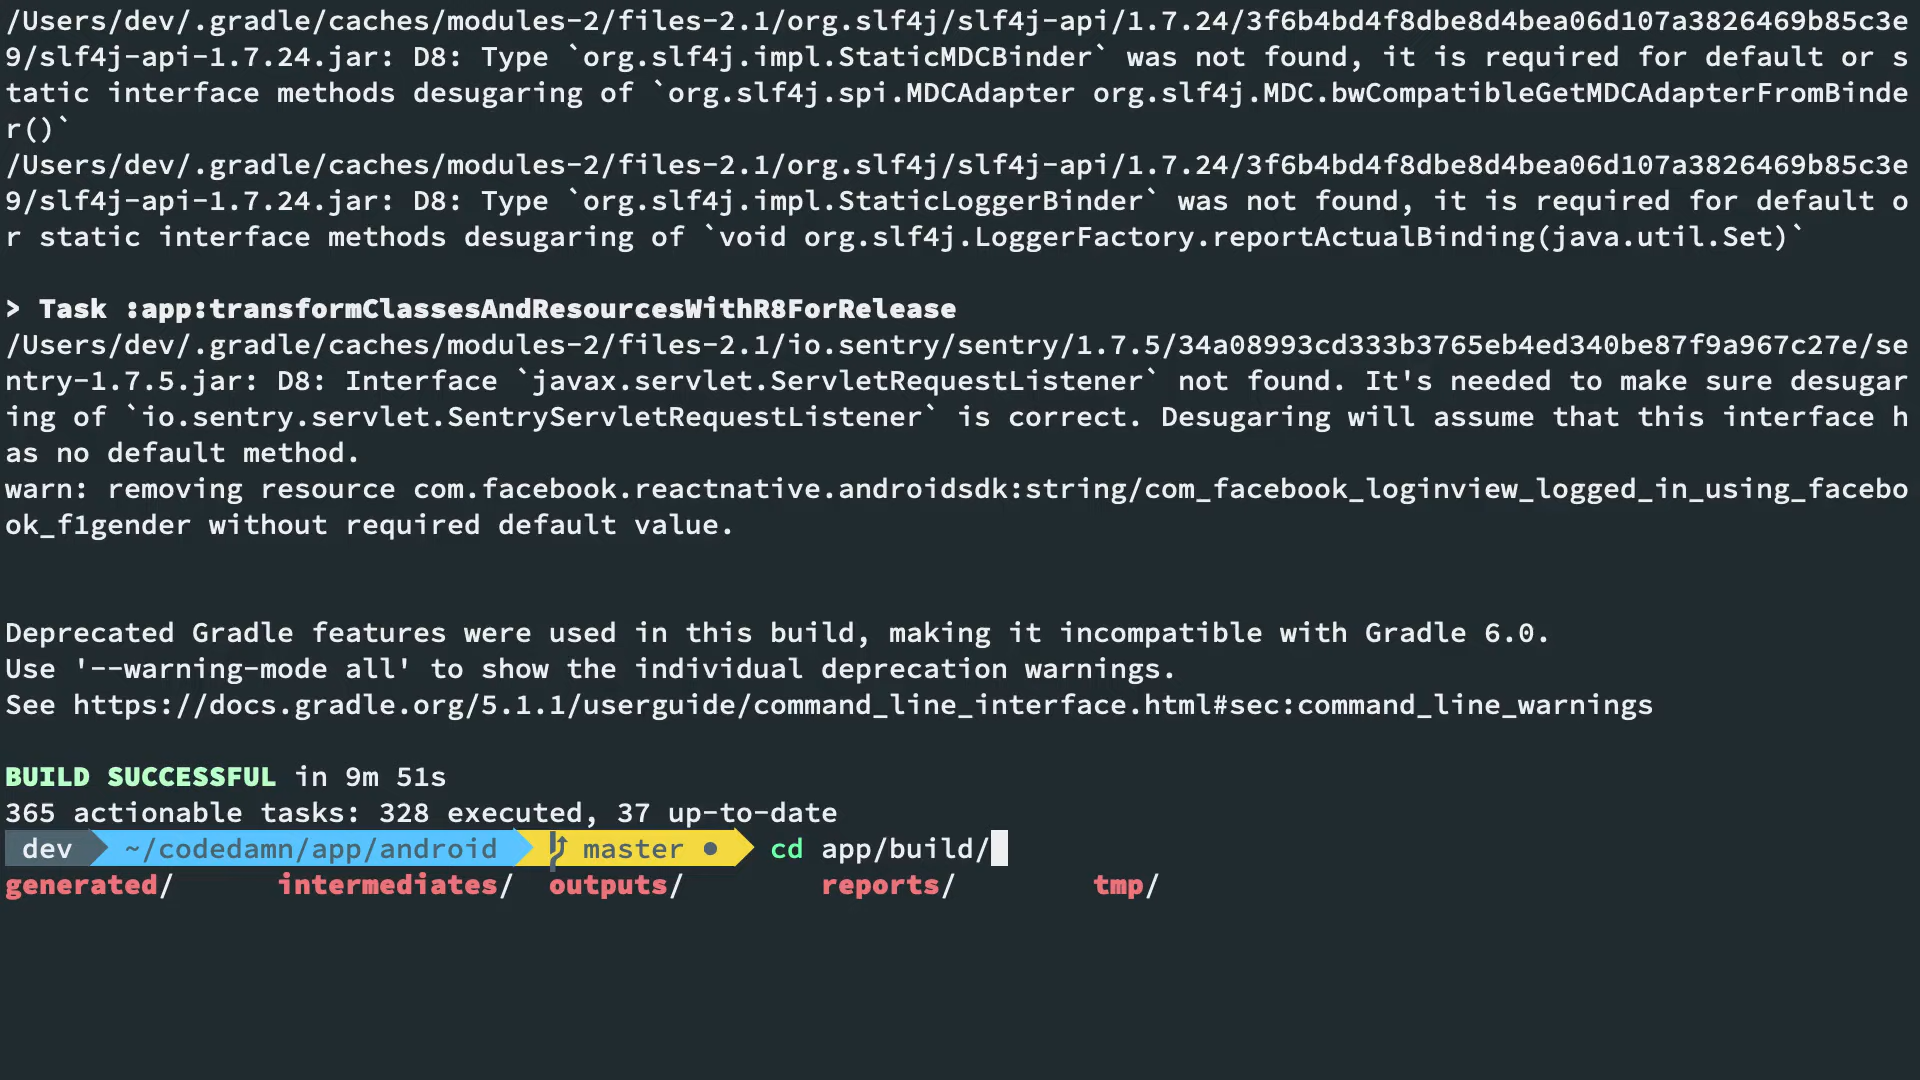 /Users/dev/.gradle/caches/modules-2/files-2.1/org.slf4j/slf4j-api/1.7.24/3f6b4bd4f8dbe8d4bea06d107a3826469b85c3e
9/slf4j-api-1.7.24.jar: D8: Type `org.slf4j.impl.StaticMDCBinder` was not found, it is required for default or s
tatic interface methods desugaring of `org.slf4j.spi.MDCAdapter org.slf4j.MDC.bwCompatibleGetMDCAdapterFromBinde
r()`
/Users/dev/.gradle/caches/modules-2/files-2.1/org.slf4j/slf4j-api/1.7.24/3f6b4bd4f8dbe8d4bea06d107a3826469b85c3e
9/slf4j-api-1.7.24.jar: D8: Type `org.slf4j.impl.StaticLoggerBinder` was not found, it is required for default o
r static interface methods desugaring of `void org.slf4j.LoggerFactory.reportActualBinding(java.util.Set)`
> Task :app:transformClassesAndResourcesWithR8ForRelease
/Users/dev/.gradle/caches/modules-2/files-2.1/io.sentry/sentry/1.7.5/34a08993cd333b3765eb4ed340be87f9a967c27e/se
ntry-1.7.5.jar: D8: Interface `javax.servlet.ServletRequestListener` not found. It's needed to make sure desugar
ing of `io.sentry.servlet.SentryServletRequestListener` is correct. Desugaring will assume that this interface h
as no default method.
warn: removing resource com.facebook.reactnative.androidsdk:string/com_facebook_loginview_logged_in_using_facebo
ok_f1gender without required default value.
Deprecated Gradle features were used in this build, making it incompatible with Gradle 6.0.
Use '--warning-mode all' to show the individual deprecation warnings.
See https://docs.gradle.org/5.1.1/userguide/command_line_interface.html#sec:command_line_warnings
BUILD SUCCESSFUL in 9m 51s
365 actionable tasks: 328 executed, 37 up-to-date
dev ~/codedamn/app/android master ● cd app/build/
generated/ intermediates/ outputs/ reports/ tmp/